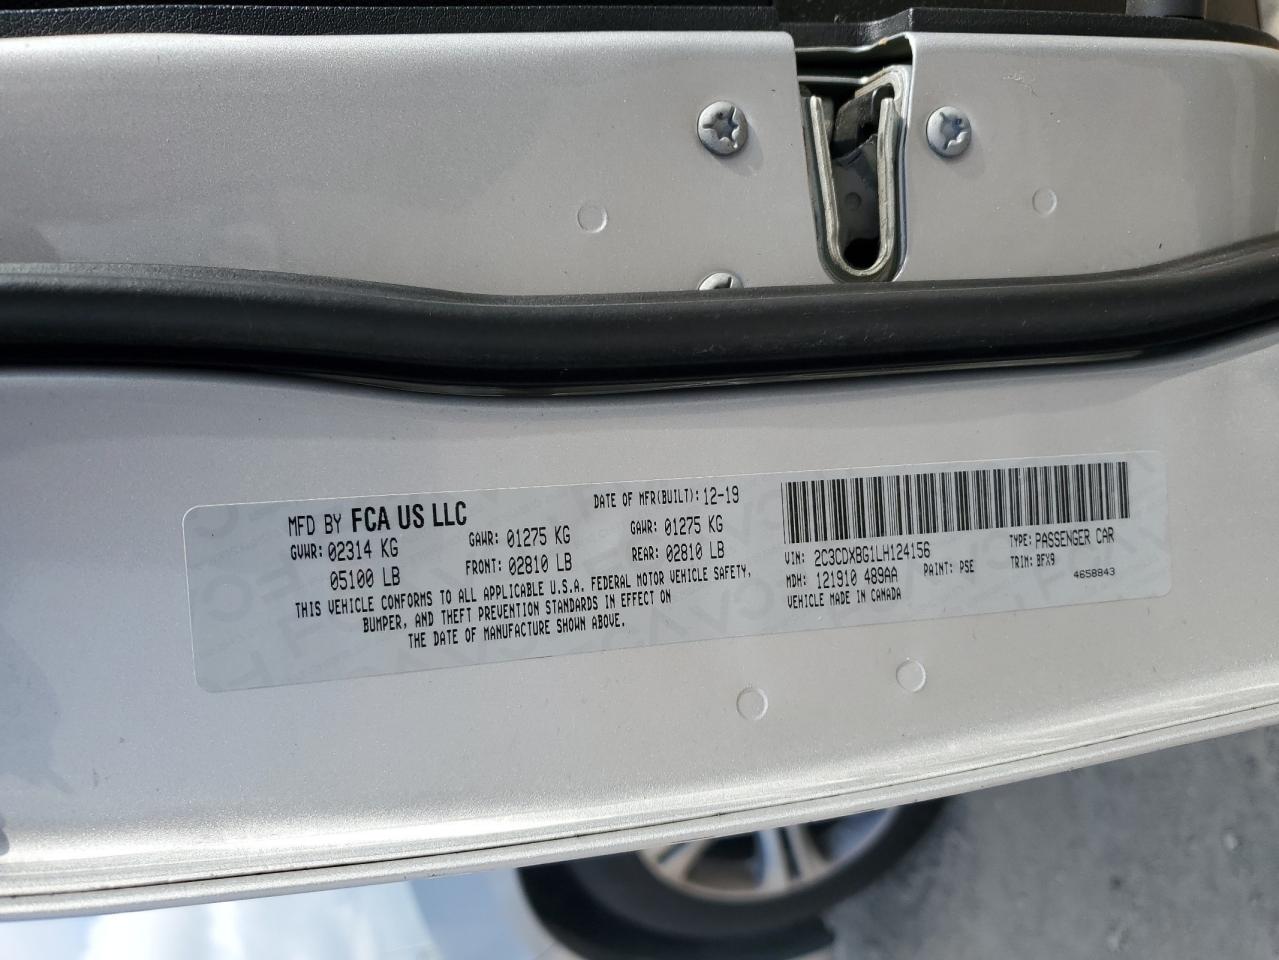 MFD BY FCA US LLC
DATE OF MFR(BUILT): 12-19
GVWR: 02314 KG GAWR: 01275 KG GAWR: 01275 KG
05100 LB FRONT: 02810 LB REAR: 02810 LB
THIS VEHICLE CONFORMS TO ALL APPLICABLE U.S.A. FEDERAL MOTOR VEHICLE SAFETY,
BUMPER, AND THEFT PREVENTION STANDARDS IN EFFECT ON
THE DATE OF MANUFACTURE SHOWN ABOVE.
VIN: 2C3CDXBG1LH124156 TYPE: PASSENGER CAR
MDH: 121910 489AA PAINT: PSE TRIM: BFX9
VEHICLE MADE IN CANADA 4658843